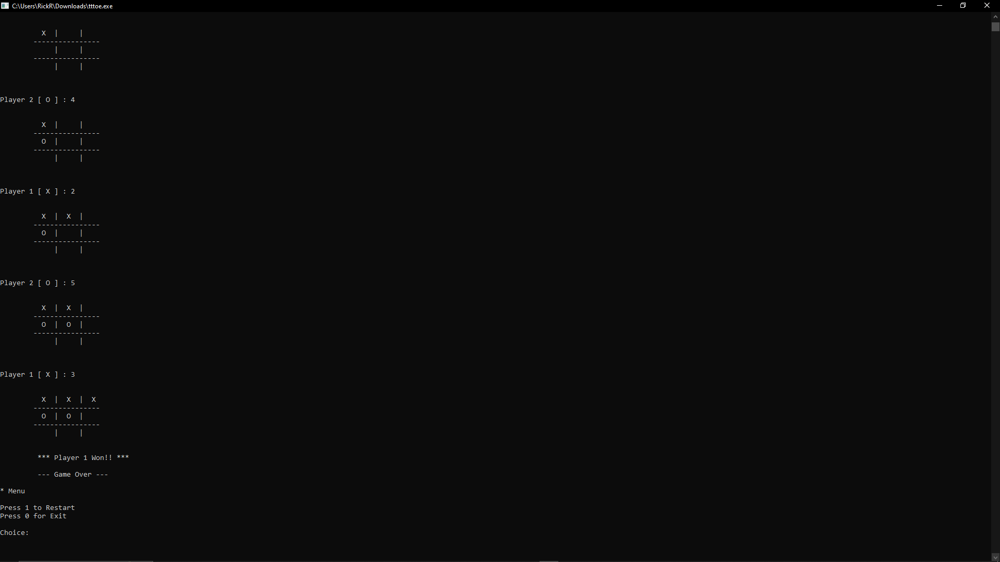 C:\Users\RickR\Downloads\tttoe.exe
X | |
----------------
| |
----------------
| |
Player 2 [ O ] : 4
X | |
----------------
O | |
----------------
| |
Player 1 [ X ] : 2
X | X |
----------------
O | |
----------------
| |
Player 2 [ O ] : 5
X | X |
----------------
O | O |
----------------
| |
Player 1 [ X ] : 3
X | X | X
----------------
O | O |
----------------
| |
*** Player 1 Won!! ***
--- Game Over ---
* Menu
Press 1 to Restart
Press 0 for Exit
Choice: